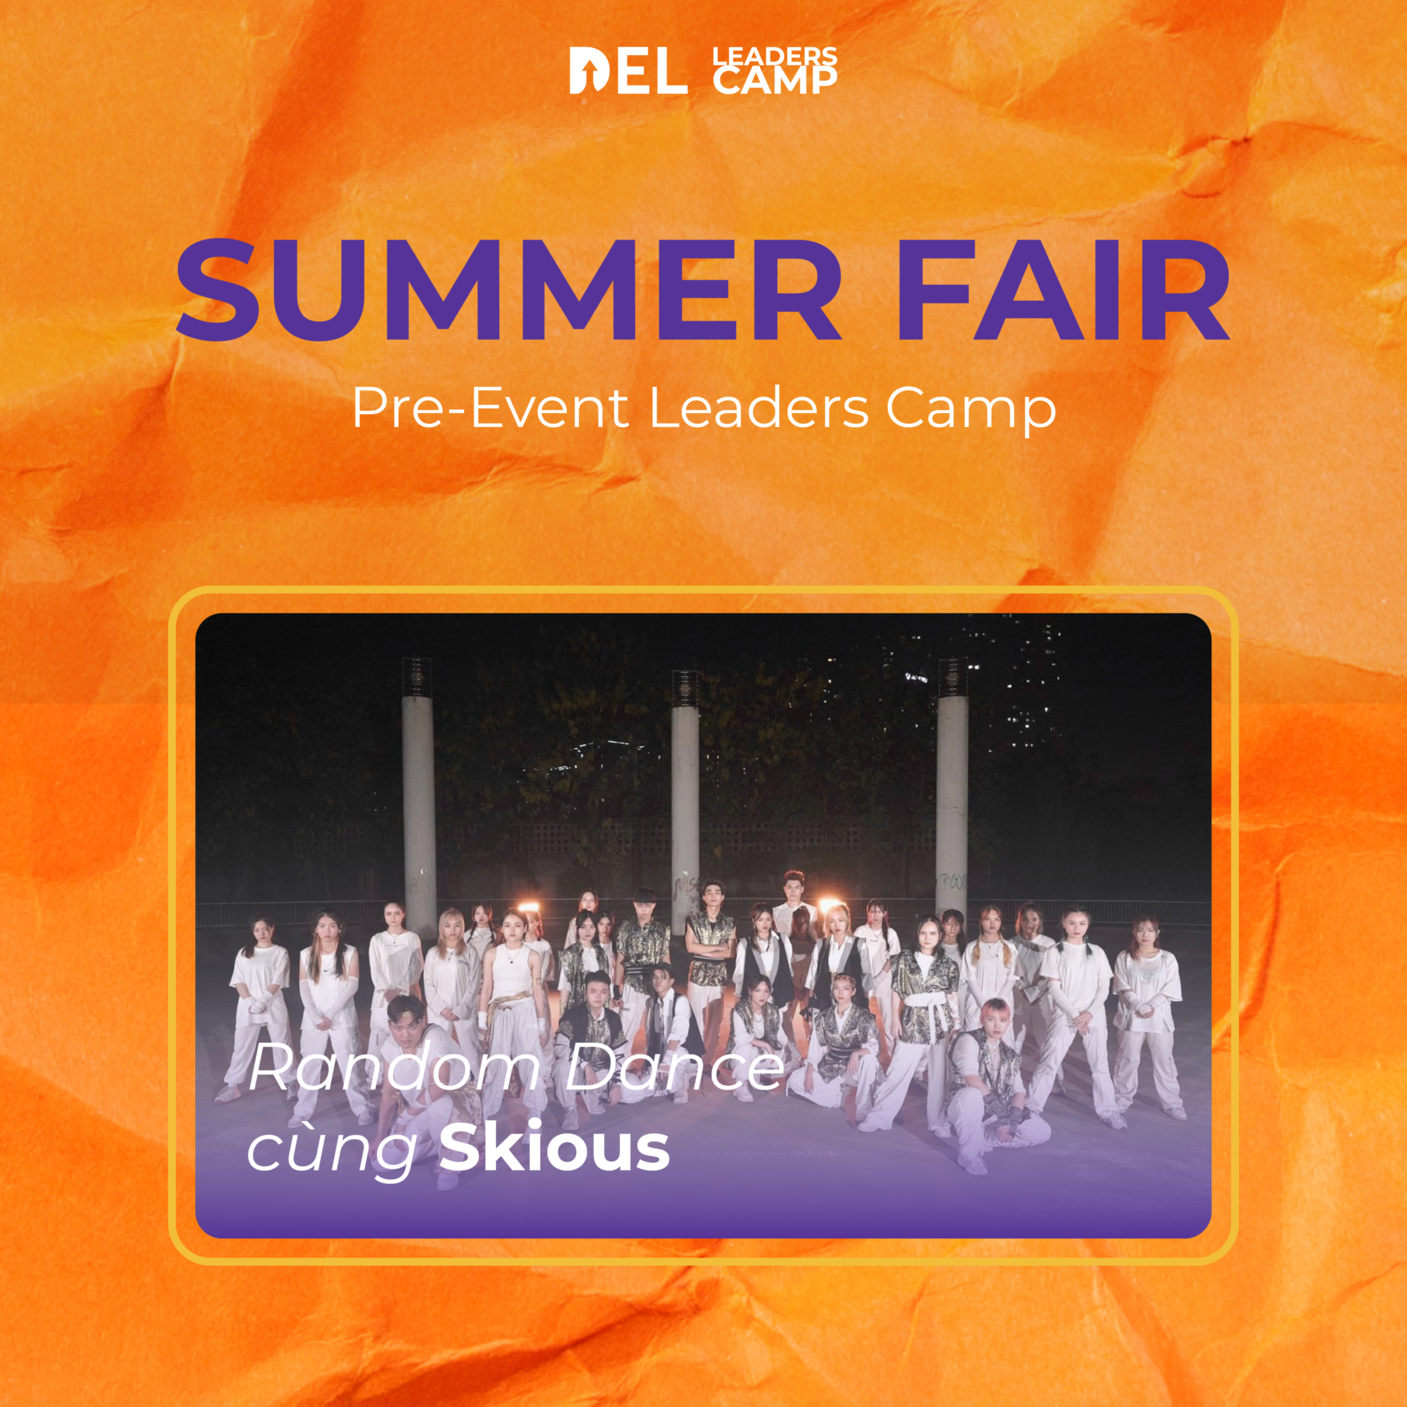 DEL LEADERS CAMP
SUMMER FAIR
Pre-Event Leaders Camp
Random Dance
cùng Skious